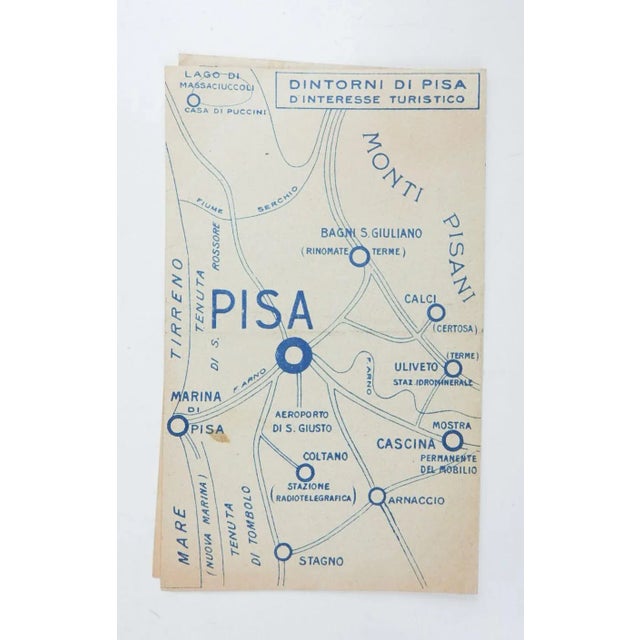 LAGO DI
MASSACIUCCOLI
CASA DI PUCCINI
DINTORNI DI PISA
D'INTERESSE TURISTICO
MONTI PISANI
FIUME SERCHIO
BAGNI S. GIULIANO
(RINOMATE TERME)
TENUTA
DI S. ROSSORE
MARE TIRRENO
PISA
CALCI
(CERTOSA)
(TERME)
ULIVETO
STAZ. IDROMINERALE
F. ARNO
F. ARNO
MARINA
DI
PISA
AEROPORTO
DI S. GIUSTO
MOSTRA
CASCINA
PERMANENTE
DEL MOBILIO
COLTANO
STAZIONE
(RADIOTELEGRAFICA)
ARNACCIO
(NUOVA MARINA)
TENUTA
DI TOMBOLO
STAGNO